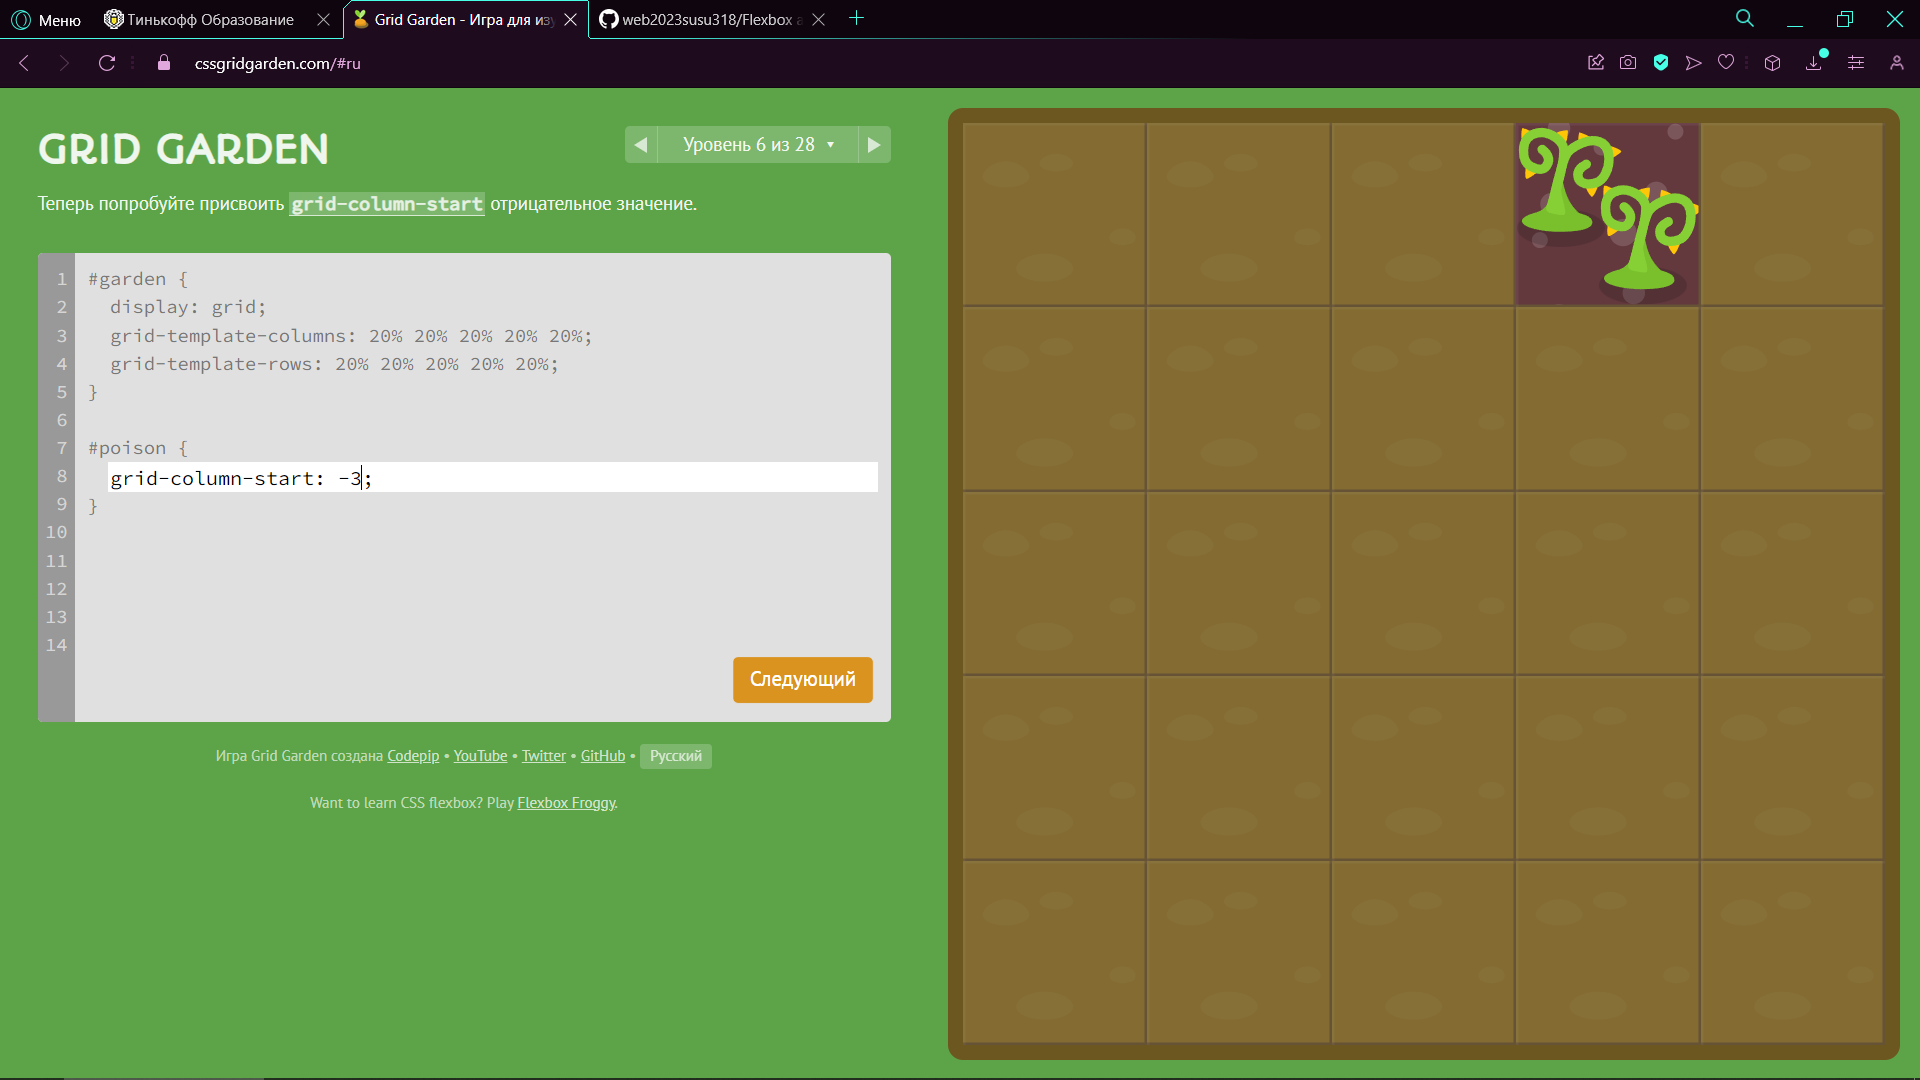 Меню
Тинькофф Образование
Grid Garden - Игра для из
web2023susu318/Flexbox
cssgridgarden.com/#ru
GRID GARDEN
Уровень 6 из 28
Теперь попробуйте присвоить grid-column-start отрицательное значение.
1 #garden {
2 display: grid;
3 grid-template-columns: 20% 20% 20% 20% 20%;
4 grid-template-rows: 20% 20% 20% 20% 20%;
5 }
6
7 #poison {
8 grid-column-start: -3;
9 }
10
11
12
13
14
Следующий
Игра Grid Garden создана Codepip • YouTube • Twitter • GitHub • Русский
Want to learn CSS flexbox? Play Flexbox Froggy.